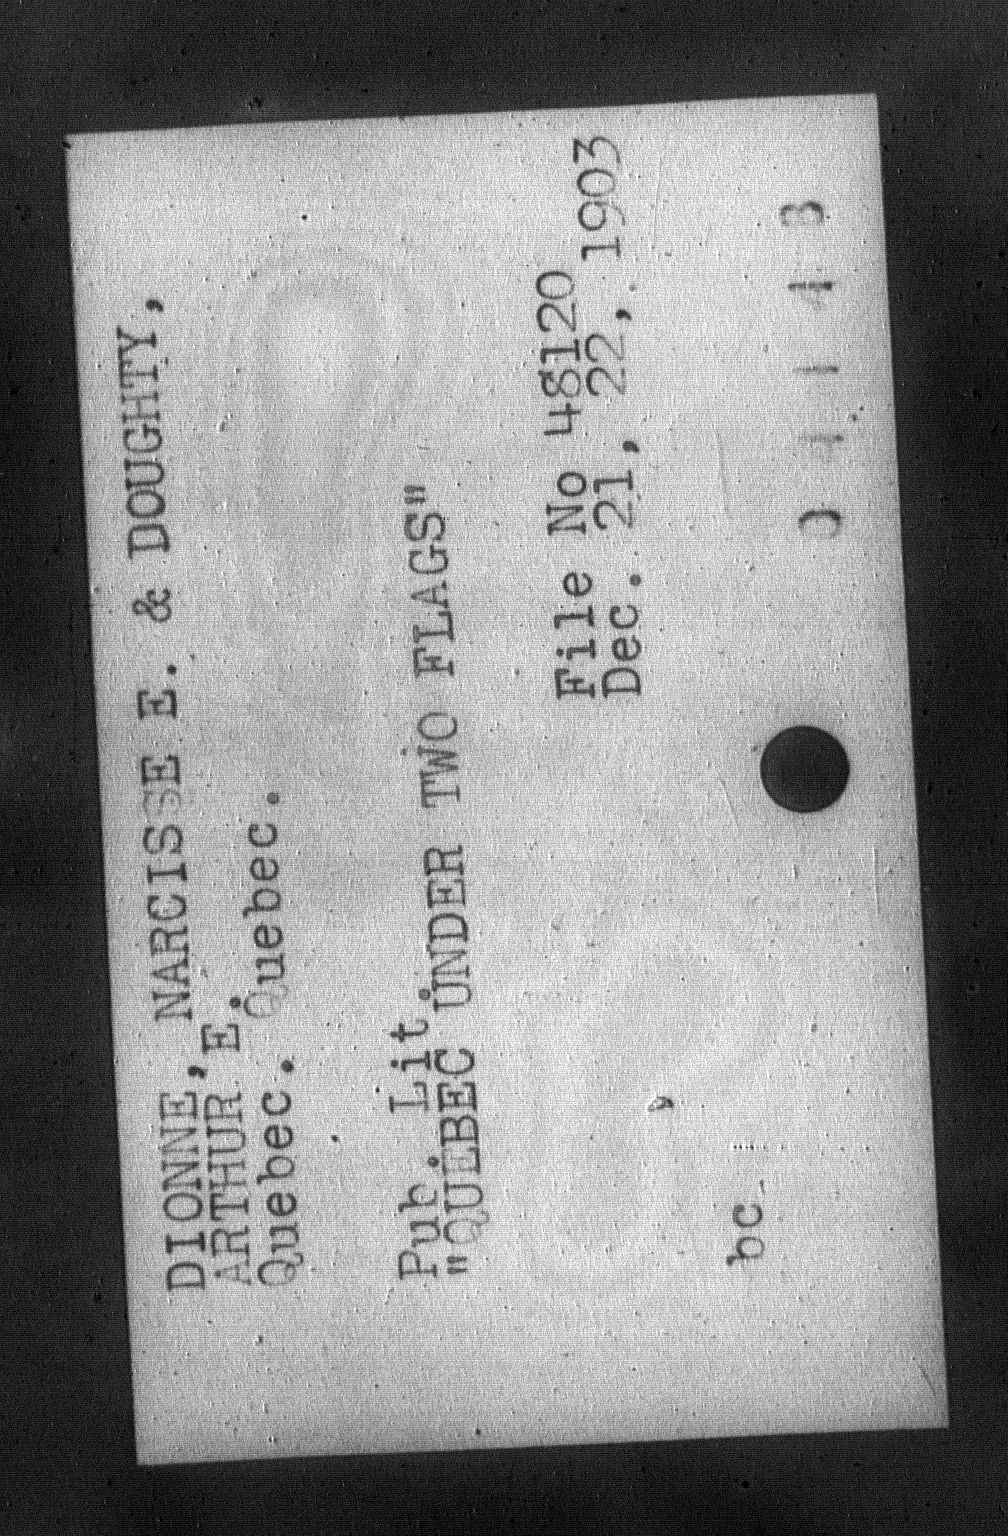 DIONNE, NARCISSE E. & DOUGHTY,
ARTHUR E.
Quebec. Quebec.
Pub. Lit.
"QUEBEC UNDER TWO FLAGS"
File No 48120
Dec. 21, 22, 1903
bc